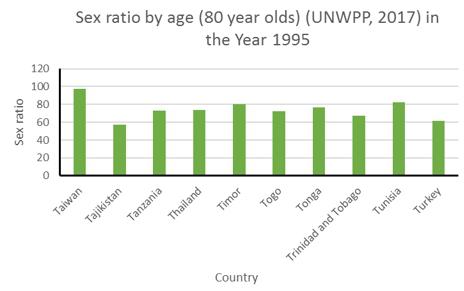 Sex ratio by age (80 year olds) (UNWPP, 2017) in
the Year 1995
120
100
80
60
40
20
0
Sex ratio
Taiwan
Tajikistan
Tanzania
Thailand
Timor
Togo
Tonga
Trinidad and Tobago
Tunisia
Turkey
Country